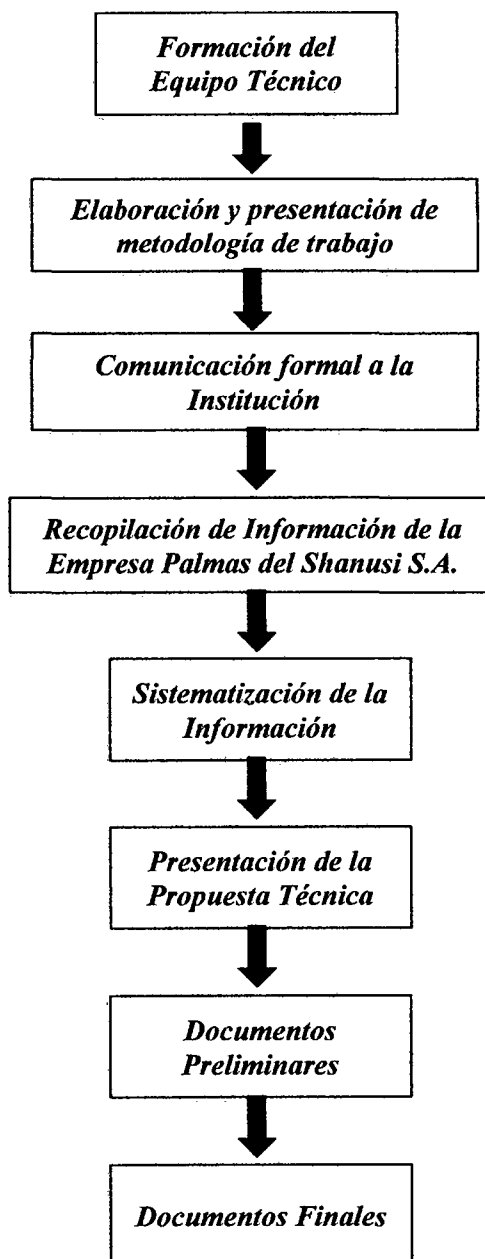 Formación del
Equipo Técnico
Elaboración y presentación de
metodología de trabajo
Comunicación formal a la
Institución
Recopilación de Información de la
Empresa Palmas del Shanusi S.A.
Sistematización de la
Información
Presentación de la
Propuesta Técnica
Documentos
Preliminares
Documentos Finales